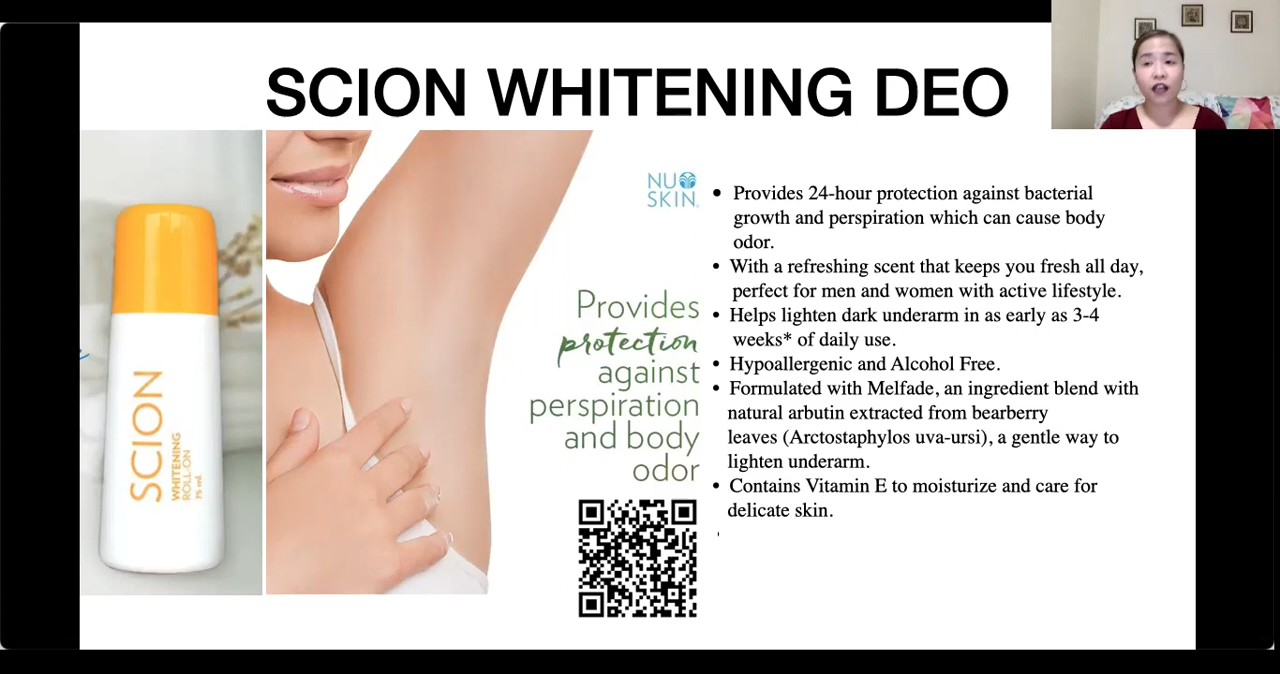 SCION WHITENING DEO
SCION
WHITENING
ROLL-ON
75 ml
NU
SKIN
Provides
protection
against
perspiration
and body
odor
• Provides 24-hour protection against bacterial
growth and perspiration which can cause body
odor.
• With a refreshing scent that keeps you fresh all day,
perfect for men and women with active lifestyle.
• Helps lighten dark underarm in as early as 3-4
weeks* of daily use.
• Hypoallergenic and Alcohol Free.
• Formulated with Melfade, an ingredient blend with
natural arbutin extracted from bearberry
leaves (Arctostaphylos uva-ursi), a gentle way to
lighten underarm.
• Contains Vitamin E to moisturize and care for
delicate skin.